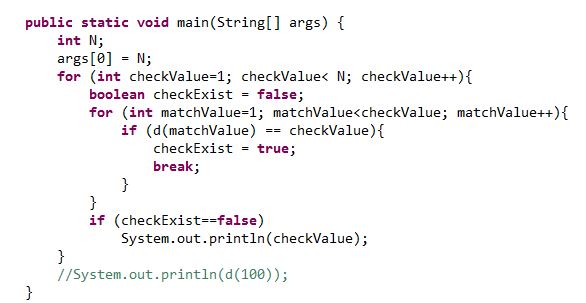 public static void main(String[] args) {
    int N;
    args[0] = N;
    for (int checkValue=1; checkValue< N; checkValue++){
        boolean checkExist = false;
        for (int matchValue=1; matchValue<checkValue; matchValue++){
            if (d(matchValue) == checkValue){
                checkExist = true;
                break;
            }
        }
        if (checkExist==false)
            System.out.println(checkValue);
    }
    //System.out.println(d(100));
}